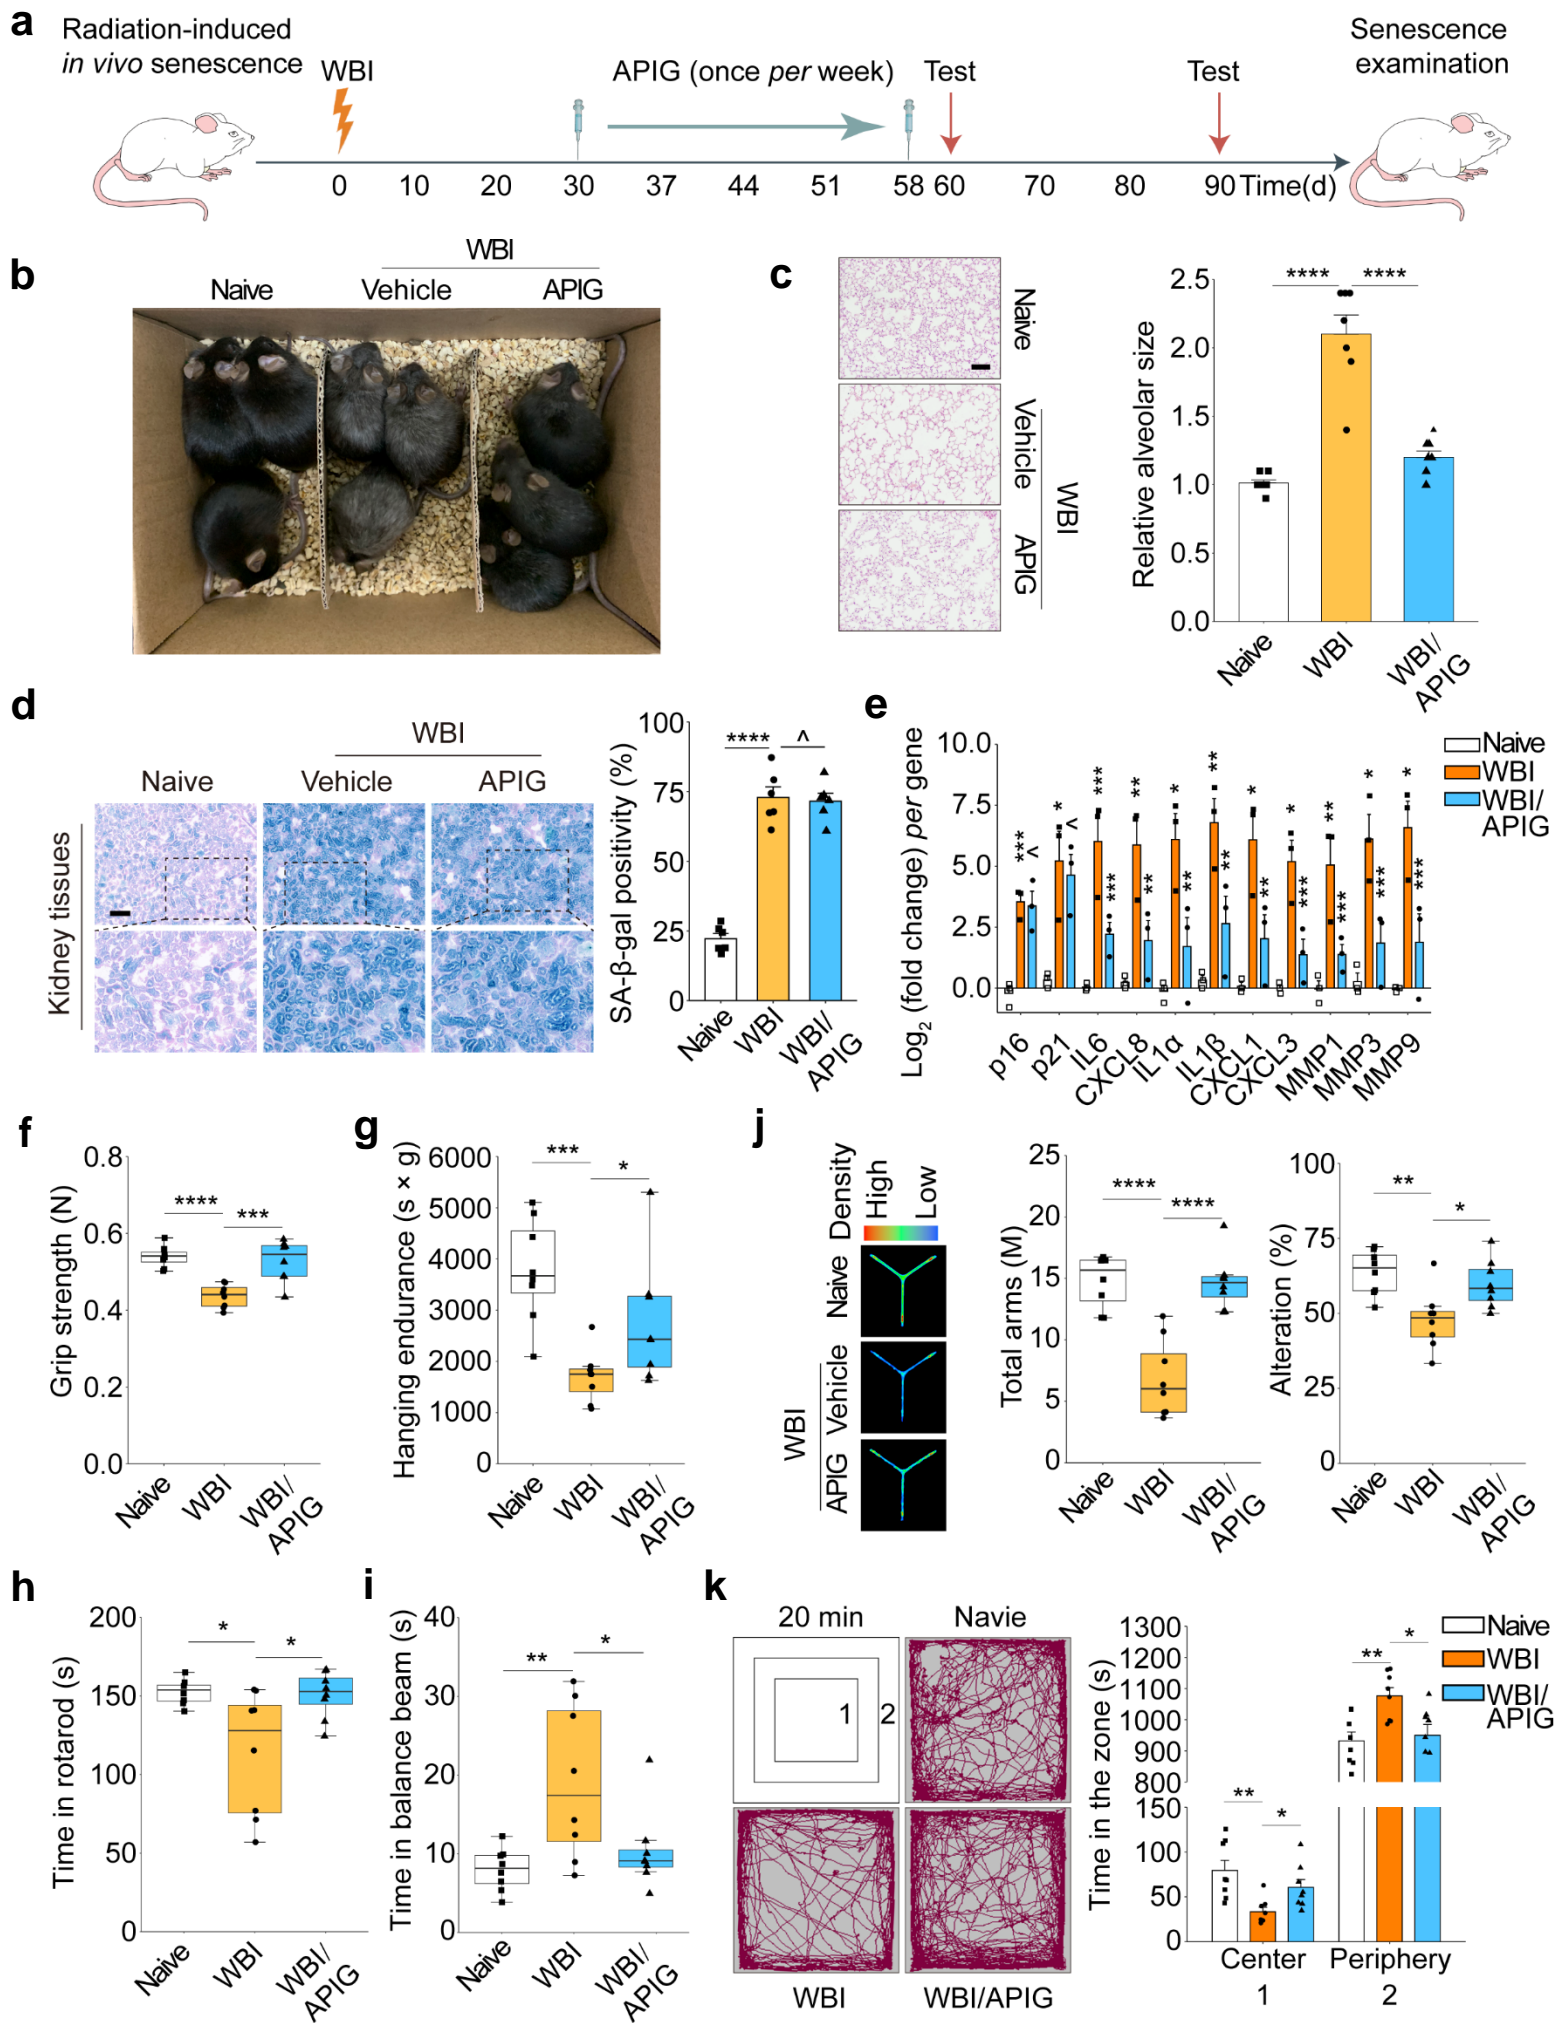 a
Radiation-induced
in vivo senescence
WBI
APIG (once per week)
Test
Test
Senescence
examination
0 10 20 30 37 44 51 58 60 70 80 90 Time(d)
b
WBI
Naive Vehicle APIG
c
Naive
Vehicle
APIG
WBI
Relative alveolar size
2.5
2.0
1.5
1.0
0.5
0.0
**** ****
Naive
WBI
WBI/
APIG
d
WBI
Naive Vehicle APIG
Kidney tissues
SA-β-gal positivity (%)
100
75
50
25
0
**** ^
Naive
WBI
WBI/
APIG
e
Log2 (fold change) per gene
10.0
7.5
5.0
2.5
0.0
*** ^ * ^ *** *** ** ** * ** ** ** * ** * *** ** *** * *** * ***
p16
p21
IL6
CXCL8
IL1α
IL1β
CXCL1
CXCL3
MMP1
MMP3
MMP9
Naive
WBI
WBI/
APIG
f
Grip strength (N)
0.8
0.6
0.4
0.2
0.0
**** ***
Naive
WBI
WBI/
APIG
g
Hanging endurance (s × g)
6000
5000
4000
3000
2000
1000
0
*** *
Naive
WBI
WBI/
APIG
j
Density
High
Low
Naive
Vehicle
APIG
WBI
Total arms (M)
25
20
15
10
5
0
**** ****
Naive
WBI
WBI/
APIG
Alteration (%)
100
75
50
25
0
** *
Naive
WBI
WBI/
APIG
h
Time in rotarod (s)
200
150
100
50
0
* *
Naive
WBI
WBI/
APIG
i
Time in balance beam (s)
40
30
20
10
0
** *
Naive
WBI
WBI/
APIG
k
20 min Navie
1 2
WBI WBI/APIG
Time in the zone (s)
1300
1200
1100
1000
900
800
150
100
50
0
** *
** *
Center Periphery
1 2
Naive
WBI
WBI/
APIG